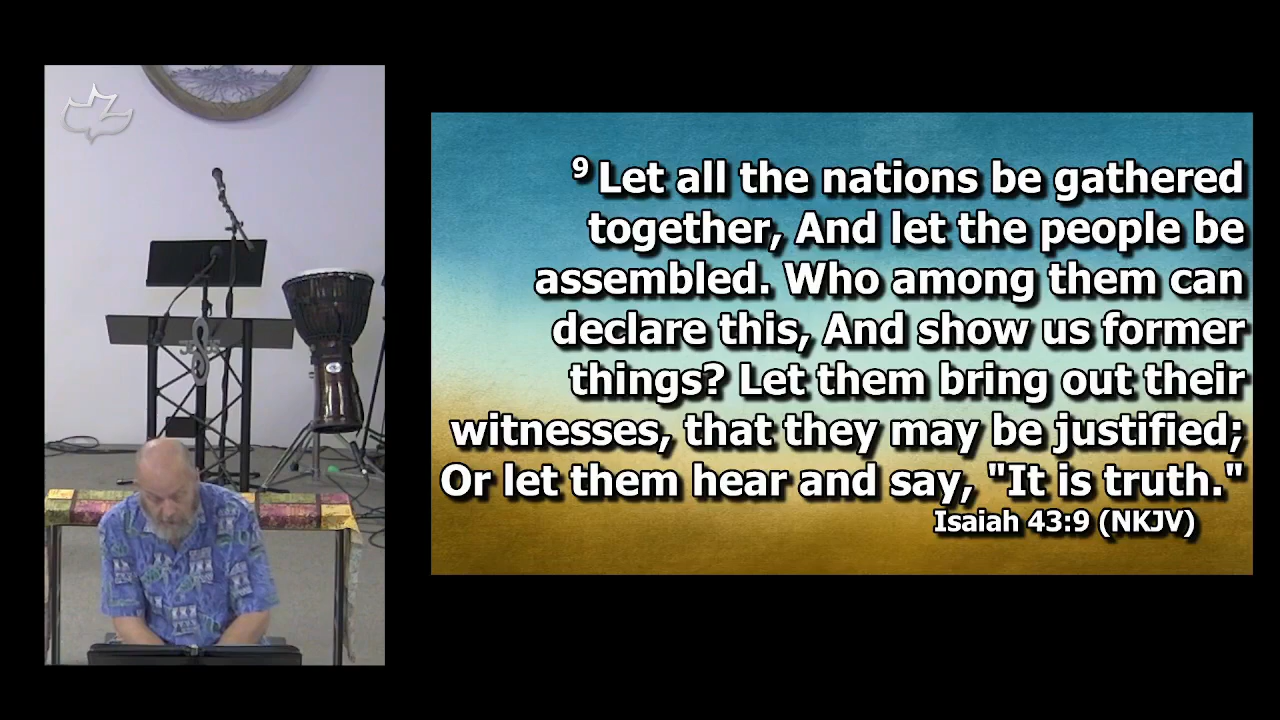 9 Let all the nations be gathered
together, And let the people be
assembled. Who among them can
declare this, And show us former
things? Let them bring out their
witnesses, that they may be justified;
Or let them hear and say, "It is truth."
Isaiah 43:9 (NKJV)